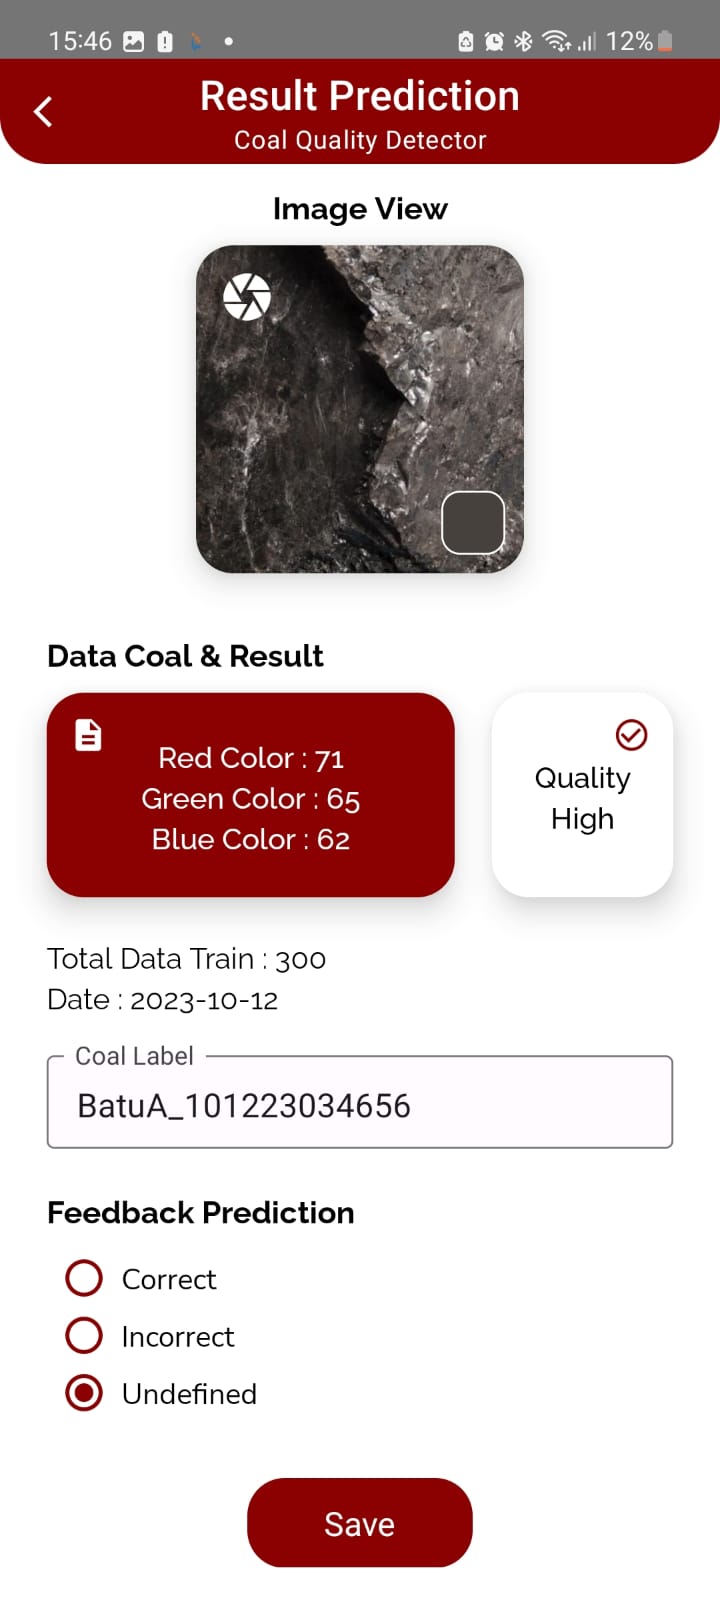 15:46
12%
Result Prediction
Coal Quality Detector
Image View
Data Coal & Result
Red Color : 71
Green Color : 65
Blue Color : 62
Quality
High
Total Data Train : 300
Date : 2023-10-12
Coal Label
BatuA_101223034656
Feedback Prediction
Correct
Incorrect
Undefined
Save